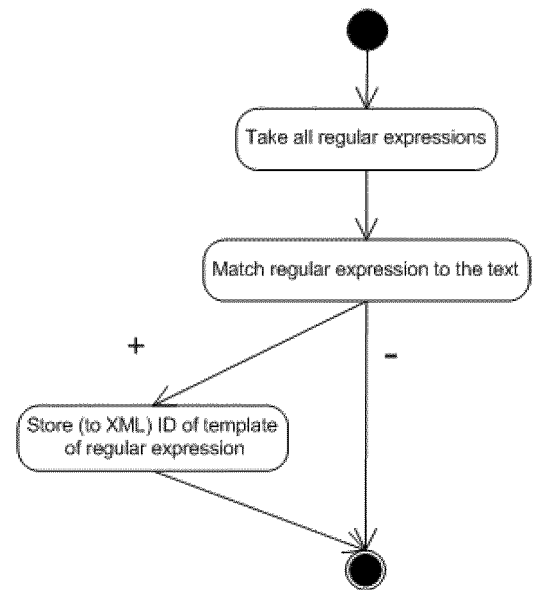 Take all regular expressions
Match regular expression to the text
+
-
Store (to XML) ID of template
of regular expression